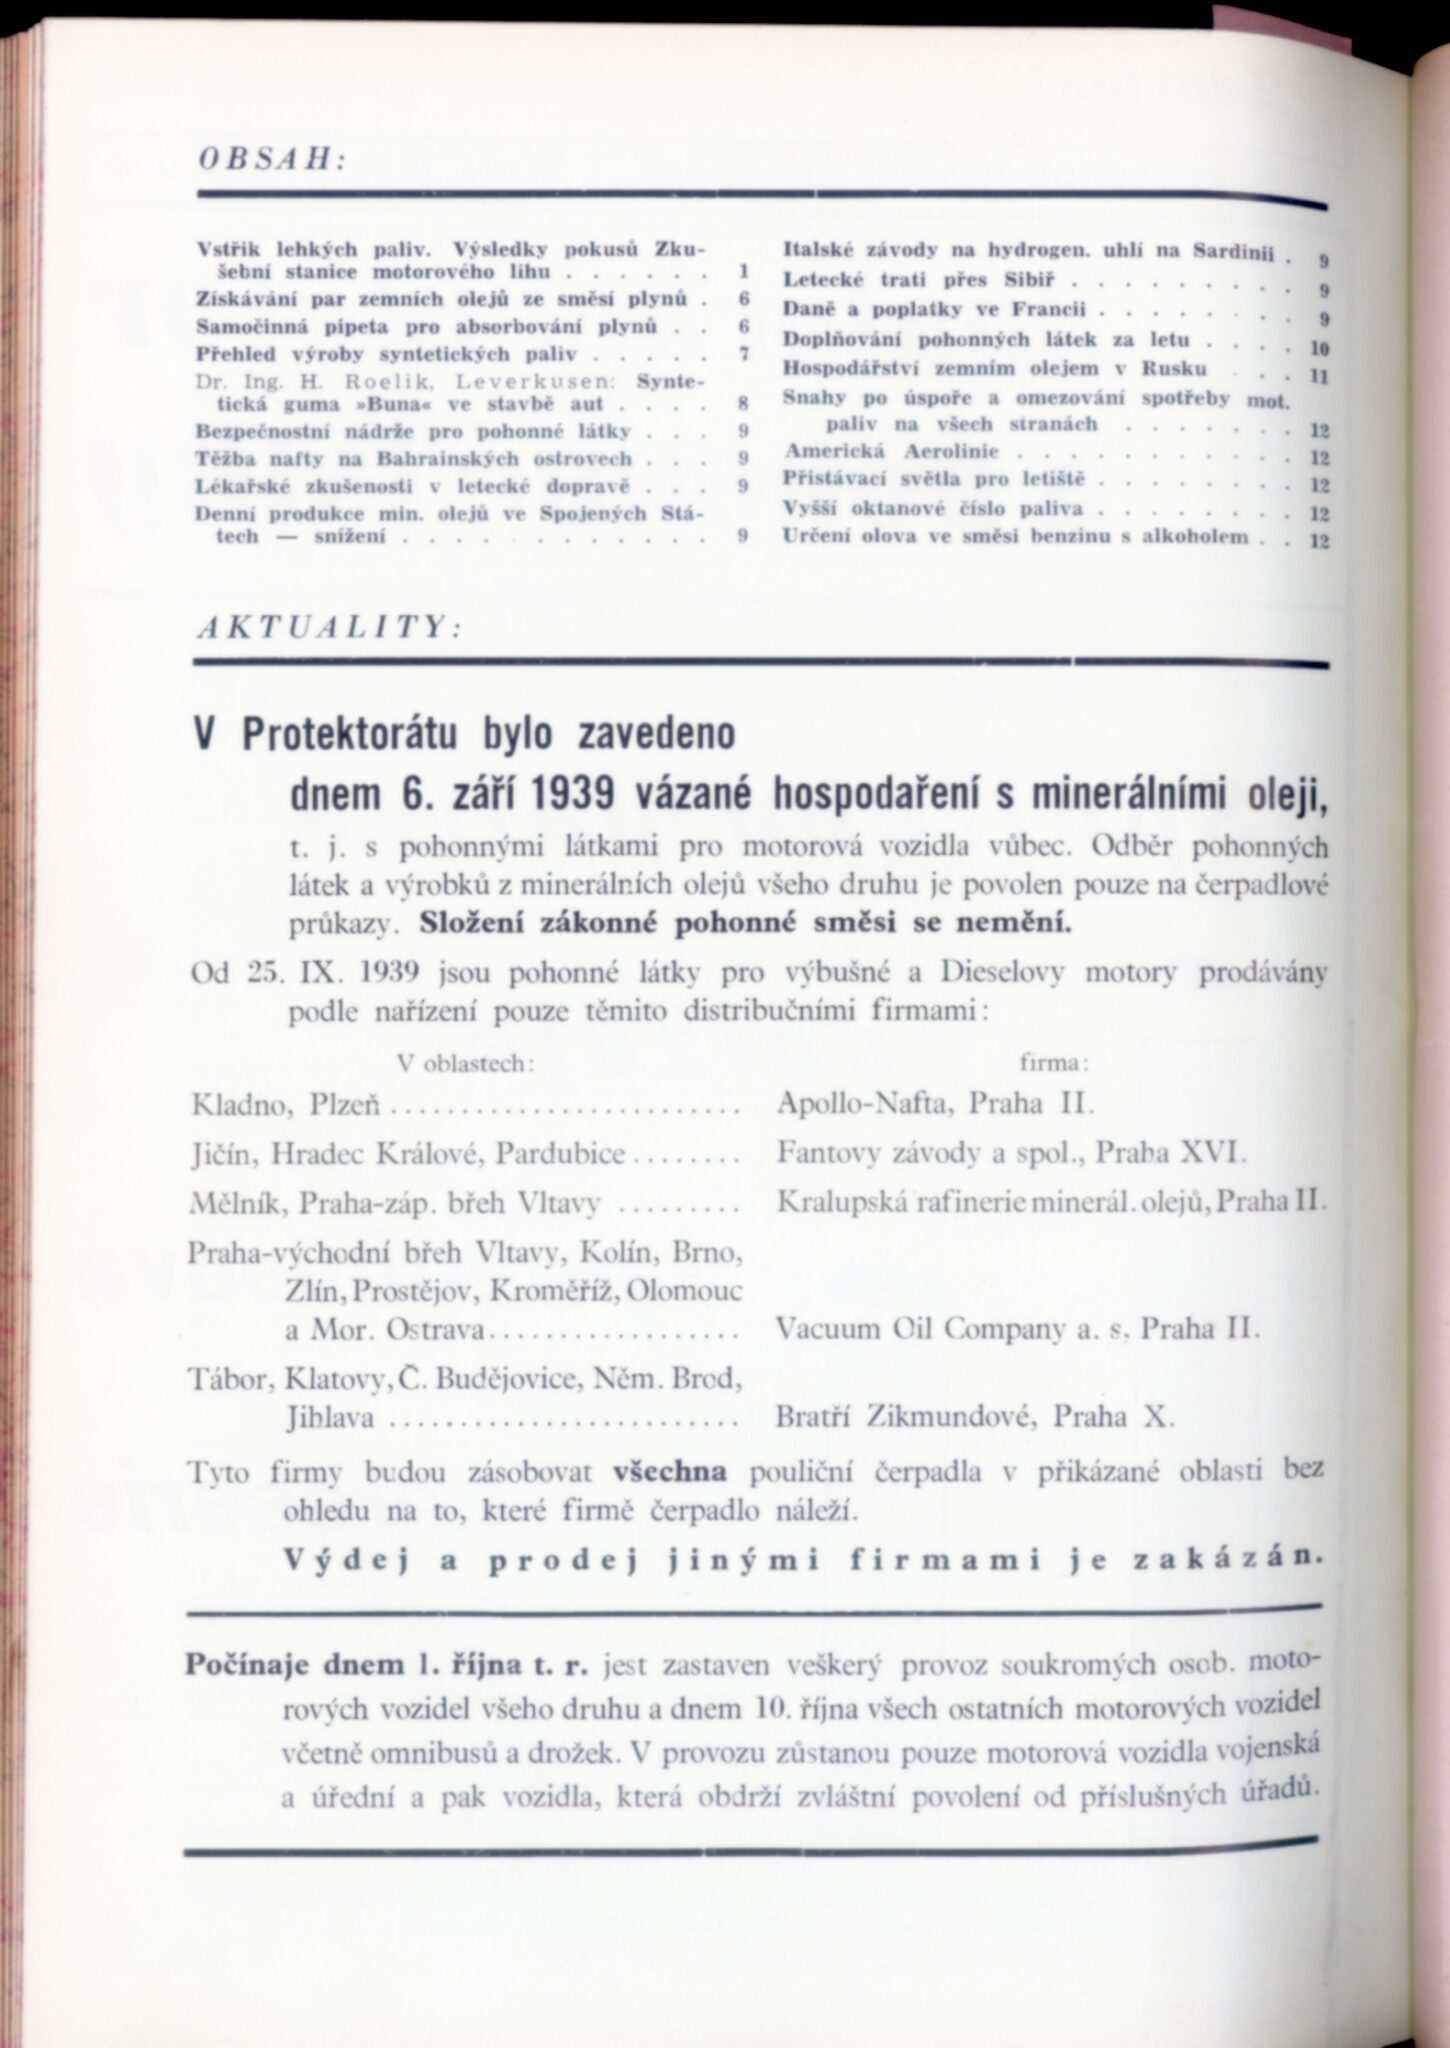 OBSAH:
Vstřik lehkých paliv. Výsledky pokusů Zku-
šební stanice motorového lihu . . . . . . 1
Získávání par zemních olejů ze směsí plynů . 6
Samočinná pipeta pro absorbování plynů . . 6
Přehled výroby syntetických paliv . . . . . 7
Dr. Ing. H. Roelik, Leverkusen: Synte-
tická guma »Buna« ve stavbě aut . . . . 8
Bezpečnostní nádrže pro pohonné látky . . . 9
Těžba nafty na Bahrainských ostrovech . . . 9
Lékařské zkušenosti v letecké dopravě . . . 9
Denní produkce min. olejů ve Spojených Stá-
tech — snížení . . . . . . . . . . . . 9
Italské závody na hydrogen. uhlí na Sardinii . 9
Letecké trati přes Sibiř . . . . . . . . . 9
Daně a poplatky ve Francii . . . . . . . . 9
Doplňování pohonných látek za letu . . . . 10
Hospodářství zemním olejem v Rusku . . . 11
Snahy po úspoře a omezování spotřeby mot.
paliv na všech stranách . . . . . . . 12
Americká Aerolinie . . . . . . . . . . . 12
Přistávací světla pro letiště . . . . . . . . 12
Vyšší oktanové číslo paliva . . . . . . . . 12
Určení olova ve směsi benzinu s alkoholem . . 12
AKTUALITY:
V Protektorátu bylo zavedeno
dnem 6. září 1939 vázané hospodaření s minerálními oleji,
t. j. s pohonnými látkami pro motorová vozidla vůbec. Odběr pohonných
látek a výrobků z minerálních olejů všeho druhu je povolen pouze na čerpadlové
průkazy. Složení zákonné pohonné směsi se nemění.
Od 25. IX. 1939 jsou pohonné látky pro výbušné a Dieselovy motory prodávány
podle nařízení pouze těmito distribučními firmami:
V oblastech: firma:
Kladno, Plzeň ......................... Apollo-Nafta, Praha II.
Jičín, Hradec Králové, Pardubice ........ Fantovy závody a spol., Praha XVI.
Mělník, Praha-záp. břeh Vltavy ......... Kralupská rafinerie minerál. olejů, Praha II.
Praha-východní břeh Vltavy, Kolín, Brno,
Zlín, Prostějov, Kroměříž, Olomouc
a Mor. Ostrava.................. Vacuum Oil Company a. s. Praha II.
Tábor, Klatovy, Č. Budějovice, Něm. Brod,
Jihlava ......................... Bratří Zikmundové, Praha X.
Tyto firmy budou zásobovat všechna pouliční čerpadla v přikázané oblasti bez
ohledu na to, které firmě čerpadlo náleží.
Výdej a prodej jinými firmami je zakázán.
Počínaje dnem 1. října t. r. jest zastaven veškerý provoz soukromých osob. moto-
rových vozidel všeho druhu a dnem 10. října všech ostatních motorových vozidel
včetně omnibusů a drožek. V provozu zůstanou pouze motorová vozidla vojenská
a úřední a pak vozidla, která obdrží zvláštní povolení od příslušných úřadů.